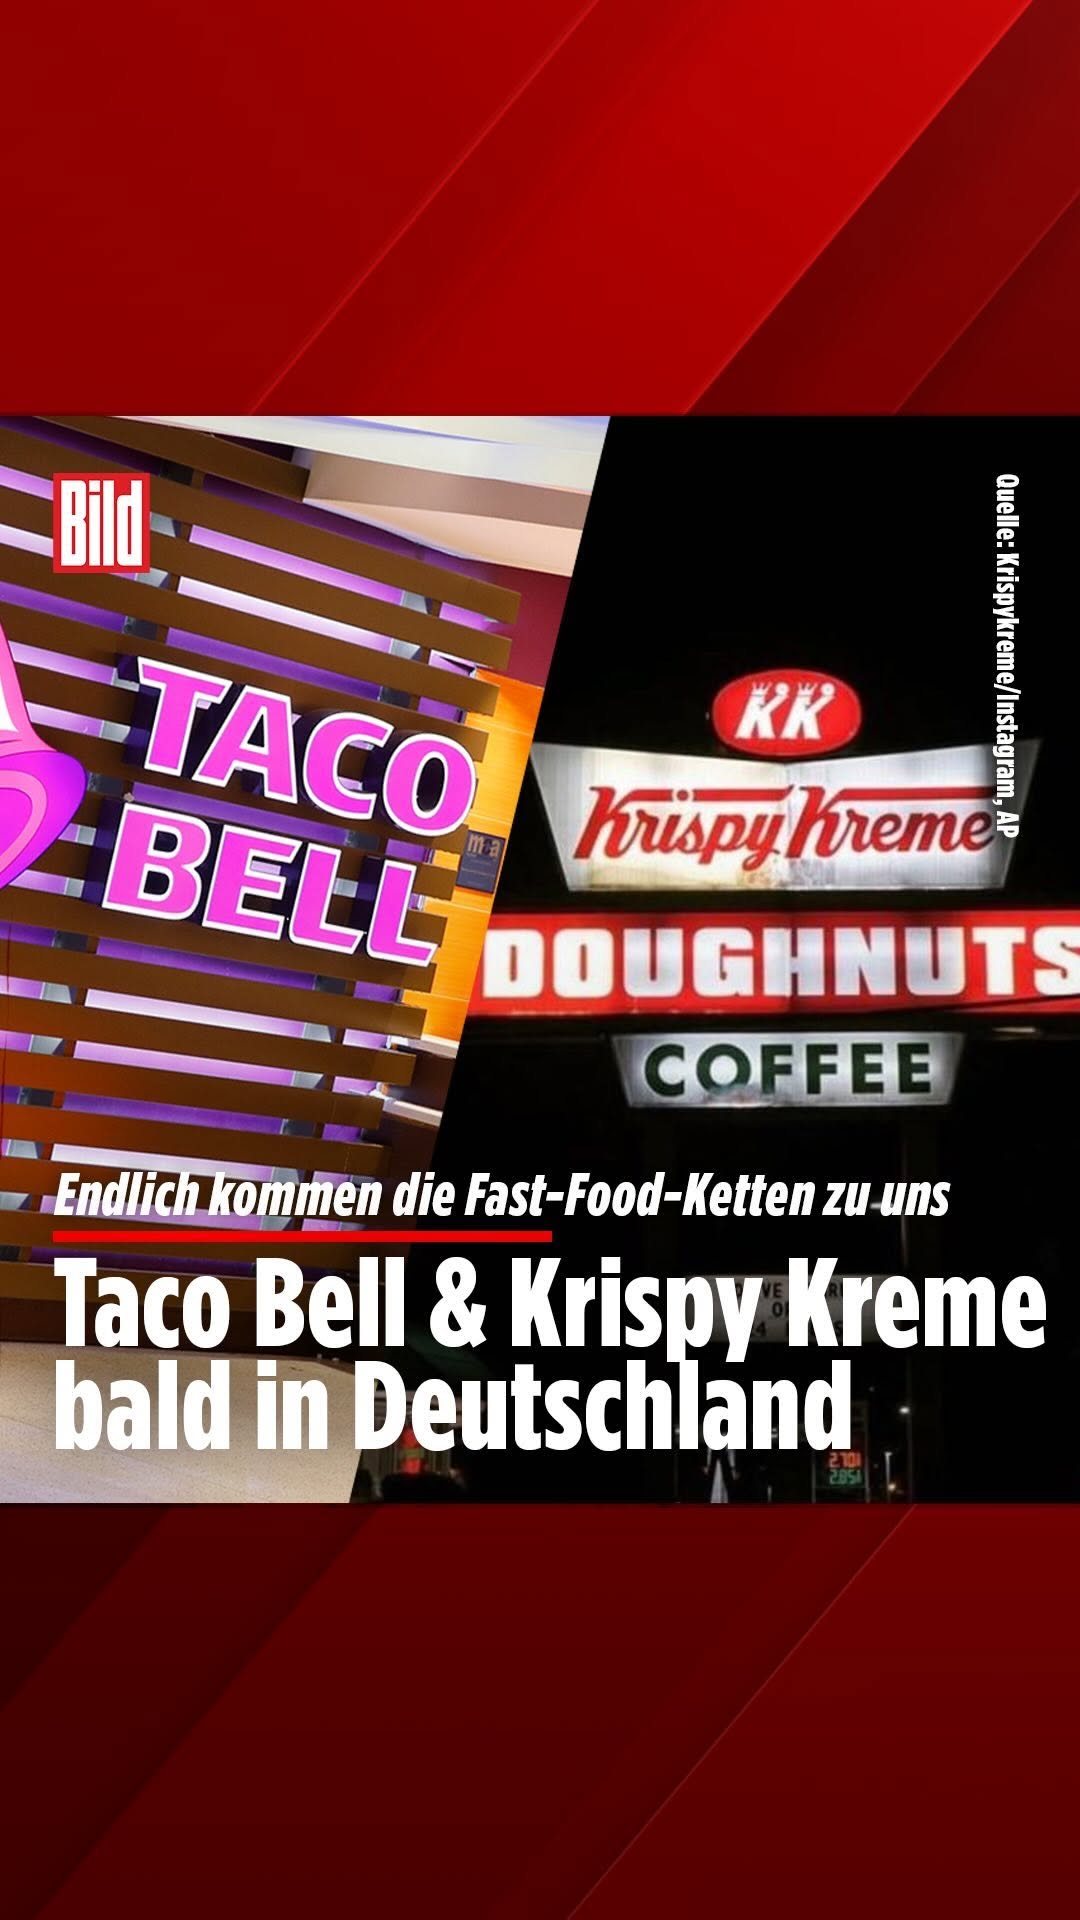 Bild
Quelle: Krispykreme/Instagram, AP
TACO
BELL
KK
Krispy Kreme
DOUGHNUTS
COFFEE
Endlich kommen die Fast-Food-Ketten zu uns
Taco Bell & Krispy Kreme
bald in Deutschland